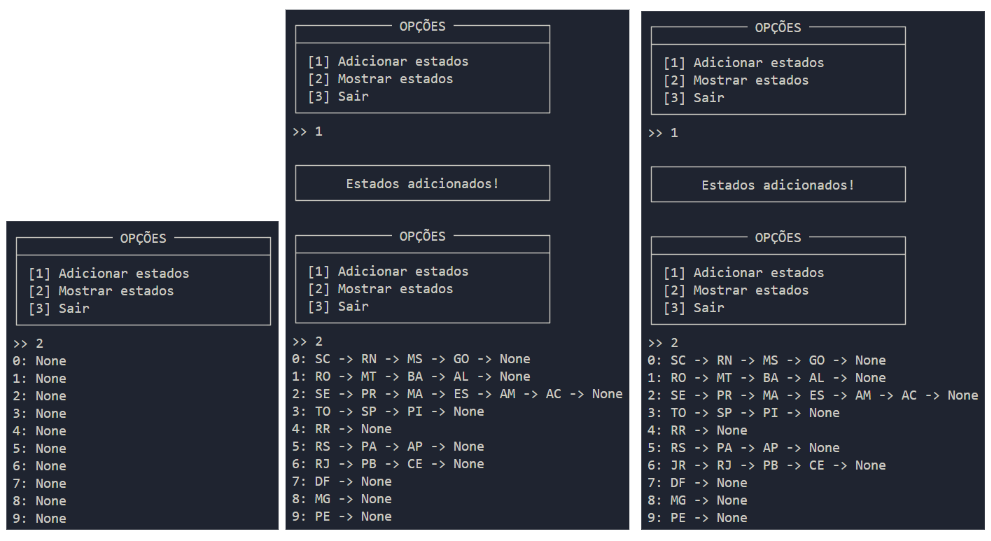 OPÇÕES
[1] Adicionar estados
[2] Mostrar estados
[3] Sair
>> 2
0: None
1: None
2: None
3: None
4: None
5: None
6: None
7: None
8: None
9: None
OPÇÕES
[1] Adicionar estados
[2] Mostrar estados
[3] Sair
>> 1
Estados adicionados!
OPÇÕES
[1] Adicionar estados
[2] Mostrar estados
[3] Sair
>> 2
0: SC -> RN -> MS -> GO -> None
1: RO -> MT -> BA -> AL -> None
2: SE -> PR -> MA -> ES -> AM -> AC -> None
3: TO -> SP -> PI -> None
4: RR -> None
5: RS -> PA -> AP -> None
6: RJ -> PB -> CE -> None
7: DF -> None
8: MG -> None
9: PE -> None
OPÇÕES
[1] Adicionar estados
[2] Mostrar estados
[3] Sair
>> 1
Estados adicionados!
OPÇÕES
[1] Adicionar estados
[2] Mostrar estados
[3] Sair
>> 2
0: SC -> RN -> MS -> GO -> None
1: RO -> MT -> BA -> AL -> None
2: SE -> PR -> MA -> ES -> AM -> AC -> None
3: TO -> SP -> PI -> None
4: RR -> None
5: RS -> PA -> AP -> None
6: JR -> RJ -> PB -> CE -> None
7: DF -> None
8: MG -> None
9: PE -> None